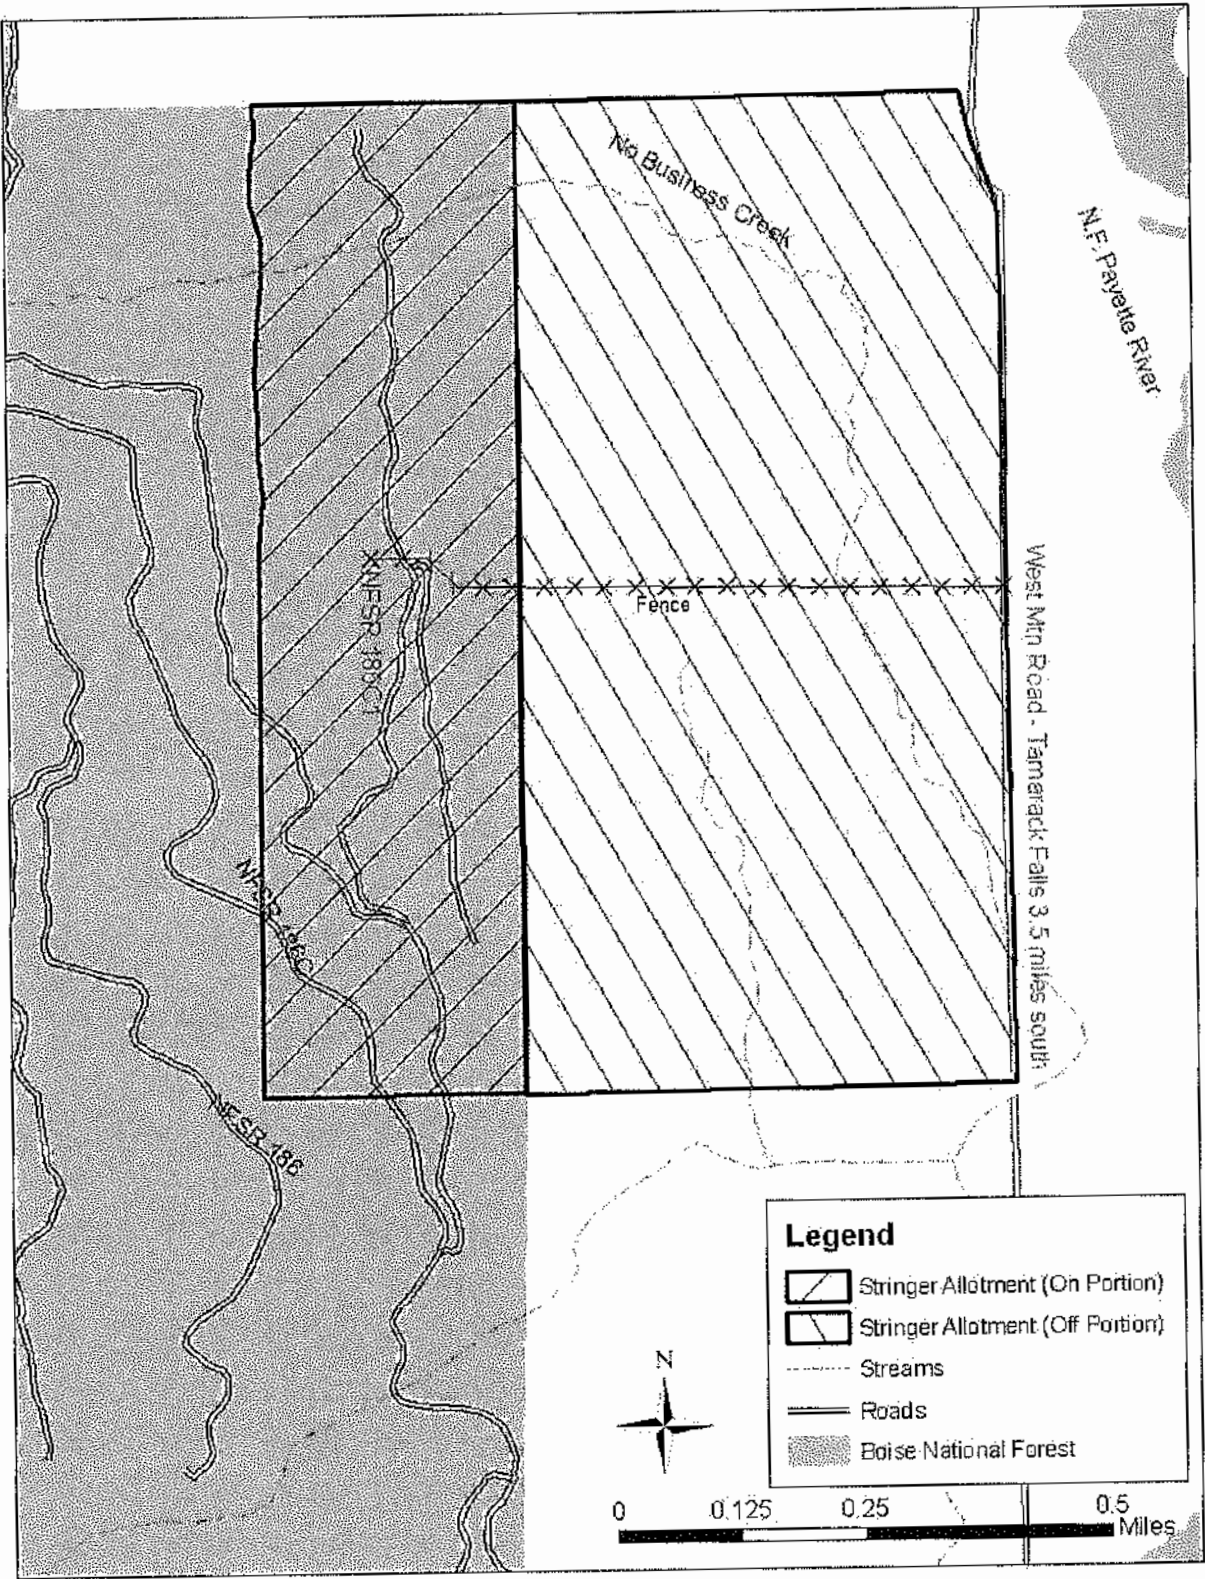 No Business Creek
N.F. Payette River
Fence
NFSR 186C1
West Mtn Road - Tamarack Falls 3.5 miles south
NFSR 186C
NFSR 186
Legend
Stringer Allotment (On Portion)
Stringer Allotment (Off Portion)
Streams
Roads
Boise National Forest
N
0 0.125 0.25 0.5
Miles